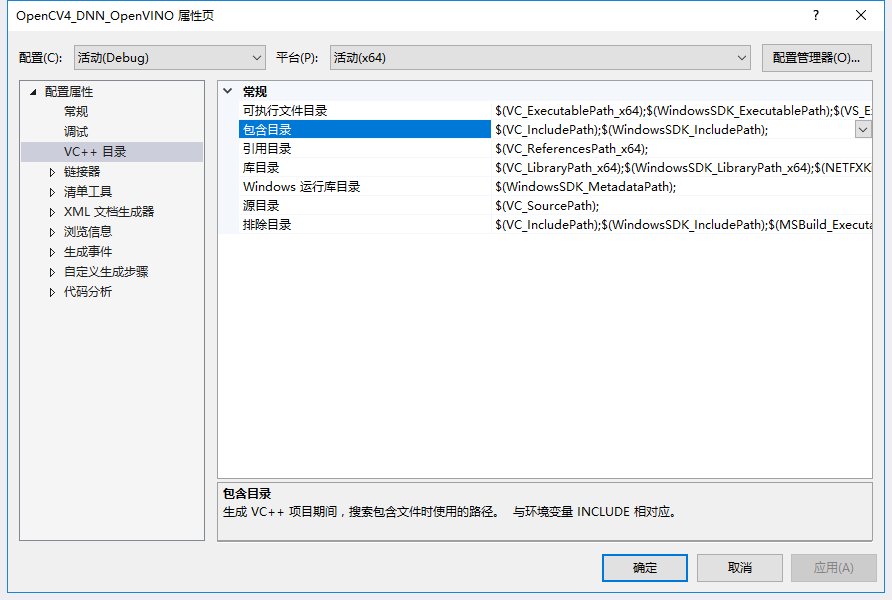 OpenCV4_DNN_OpenVINO 属性页
配置(C): 活动(Debug) 平台(P): 活动(x64) 配置管理器(O)...
配置属性
常规
调试
VC++ 目录
链接器
清单工具
XML 文档生成器
浏览信息
生成事件
自定义生成步骤
代码分析
常规
可执行文件目录 $(VC_ExecutablePath_x64);$(WindowsSDK_ExecutablePath);$(VS_E
包含目录 $(VC_IncludePath);$(WindowsSDK_IncludePath);
引用目录 $(VC_ReferencesPath_x64);
库目录 $(VC_LibraryPath_x64);$(WindowsSDK_LibraryPath_x64);$(NETFXK
Windows 运行库目录 $(WindowsSDK_MetadataPath);
源目录 $(VC_SourcePath);
排除目录 $(VC_IncludePath);$(WindowsSDK_IncludePath);$(MSBuild_Executa
包含目录
生成 VC++ 项目期间，搜索包含文件时使用的路径。 与环境变量 INCLUDE 相对应。
确定 取消 应用(A)